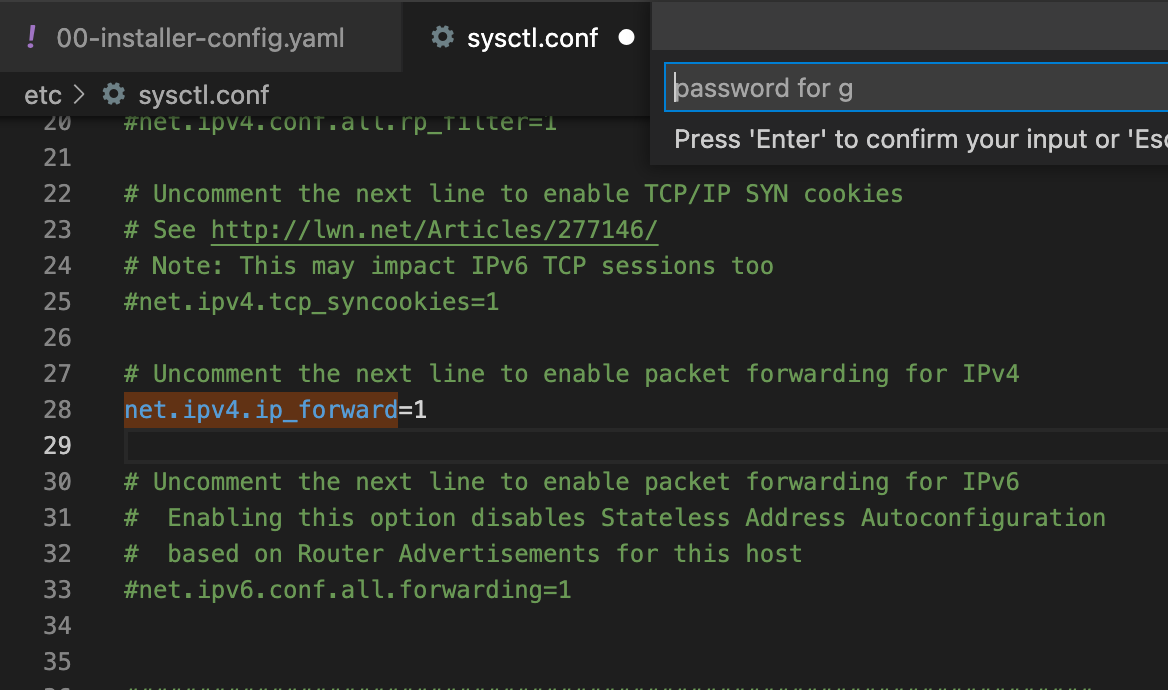 ! 00-installer-config.yaml
sysctl.conf
etc > sysctl.conf
password for g
Press 'Enter' to confirm your input or 'Esc
20 #net.ipv4.conf.all.rp_filter=1
21
22 # Uncomment the next line to enable TCP/IP SYN cookies
23 # See http://lwn.net/Articles/277146/
24 # Note: This may impact IPv6 TCP sessions too
25 #net.ipv4.tcp_syncookies=1
26
27 # Uncomment the next line to enable packet forwarding for IPv4
28 net.ipv4.ip_forward=1
29
30 # Uncomment the next line to enable packet forwarding for IPv6
31 #  Enabling this option disables Stateless Address Autoconfiguration
32 #  based on Router Advertisements for this host
33 #net.ipv6.conf.all.forwarding=1
34
35